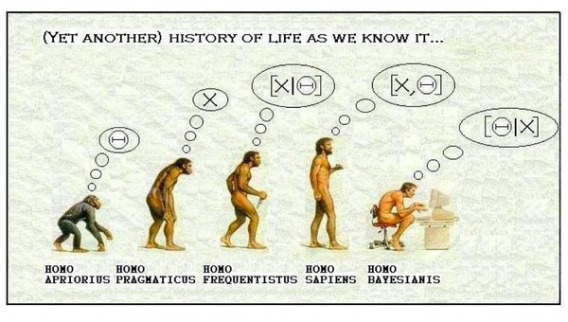 (YET ANOTHER) HISTORY OF LIFE AS WE KNOW IT...
Θ
X
[X|Θ]
[X,Θ]
[Θ|X]
HOMO APRIORIUS
HOMO PRAGMATICUS
HOMO FREQUENTISTUS
HOMO SAPIENS
HOMO BAYESIANIS